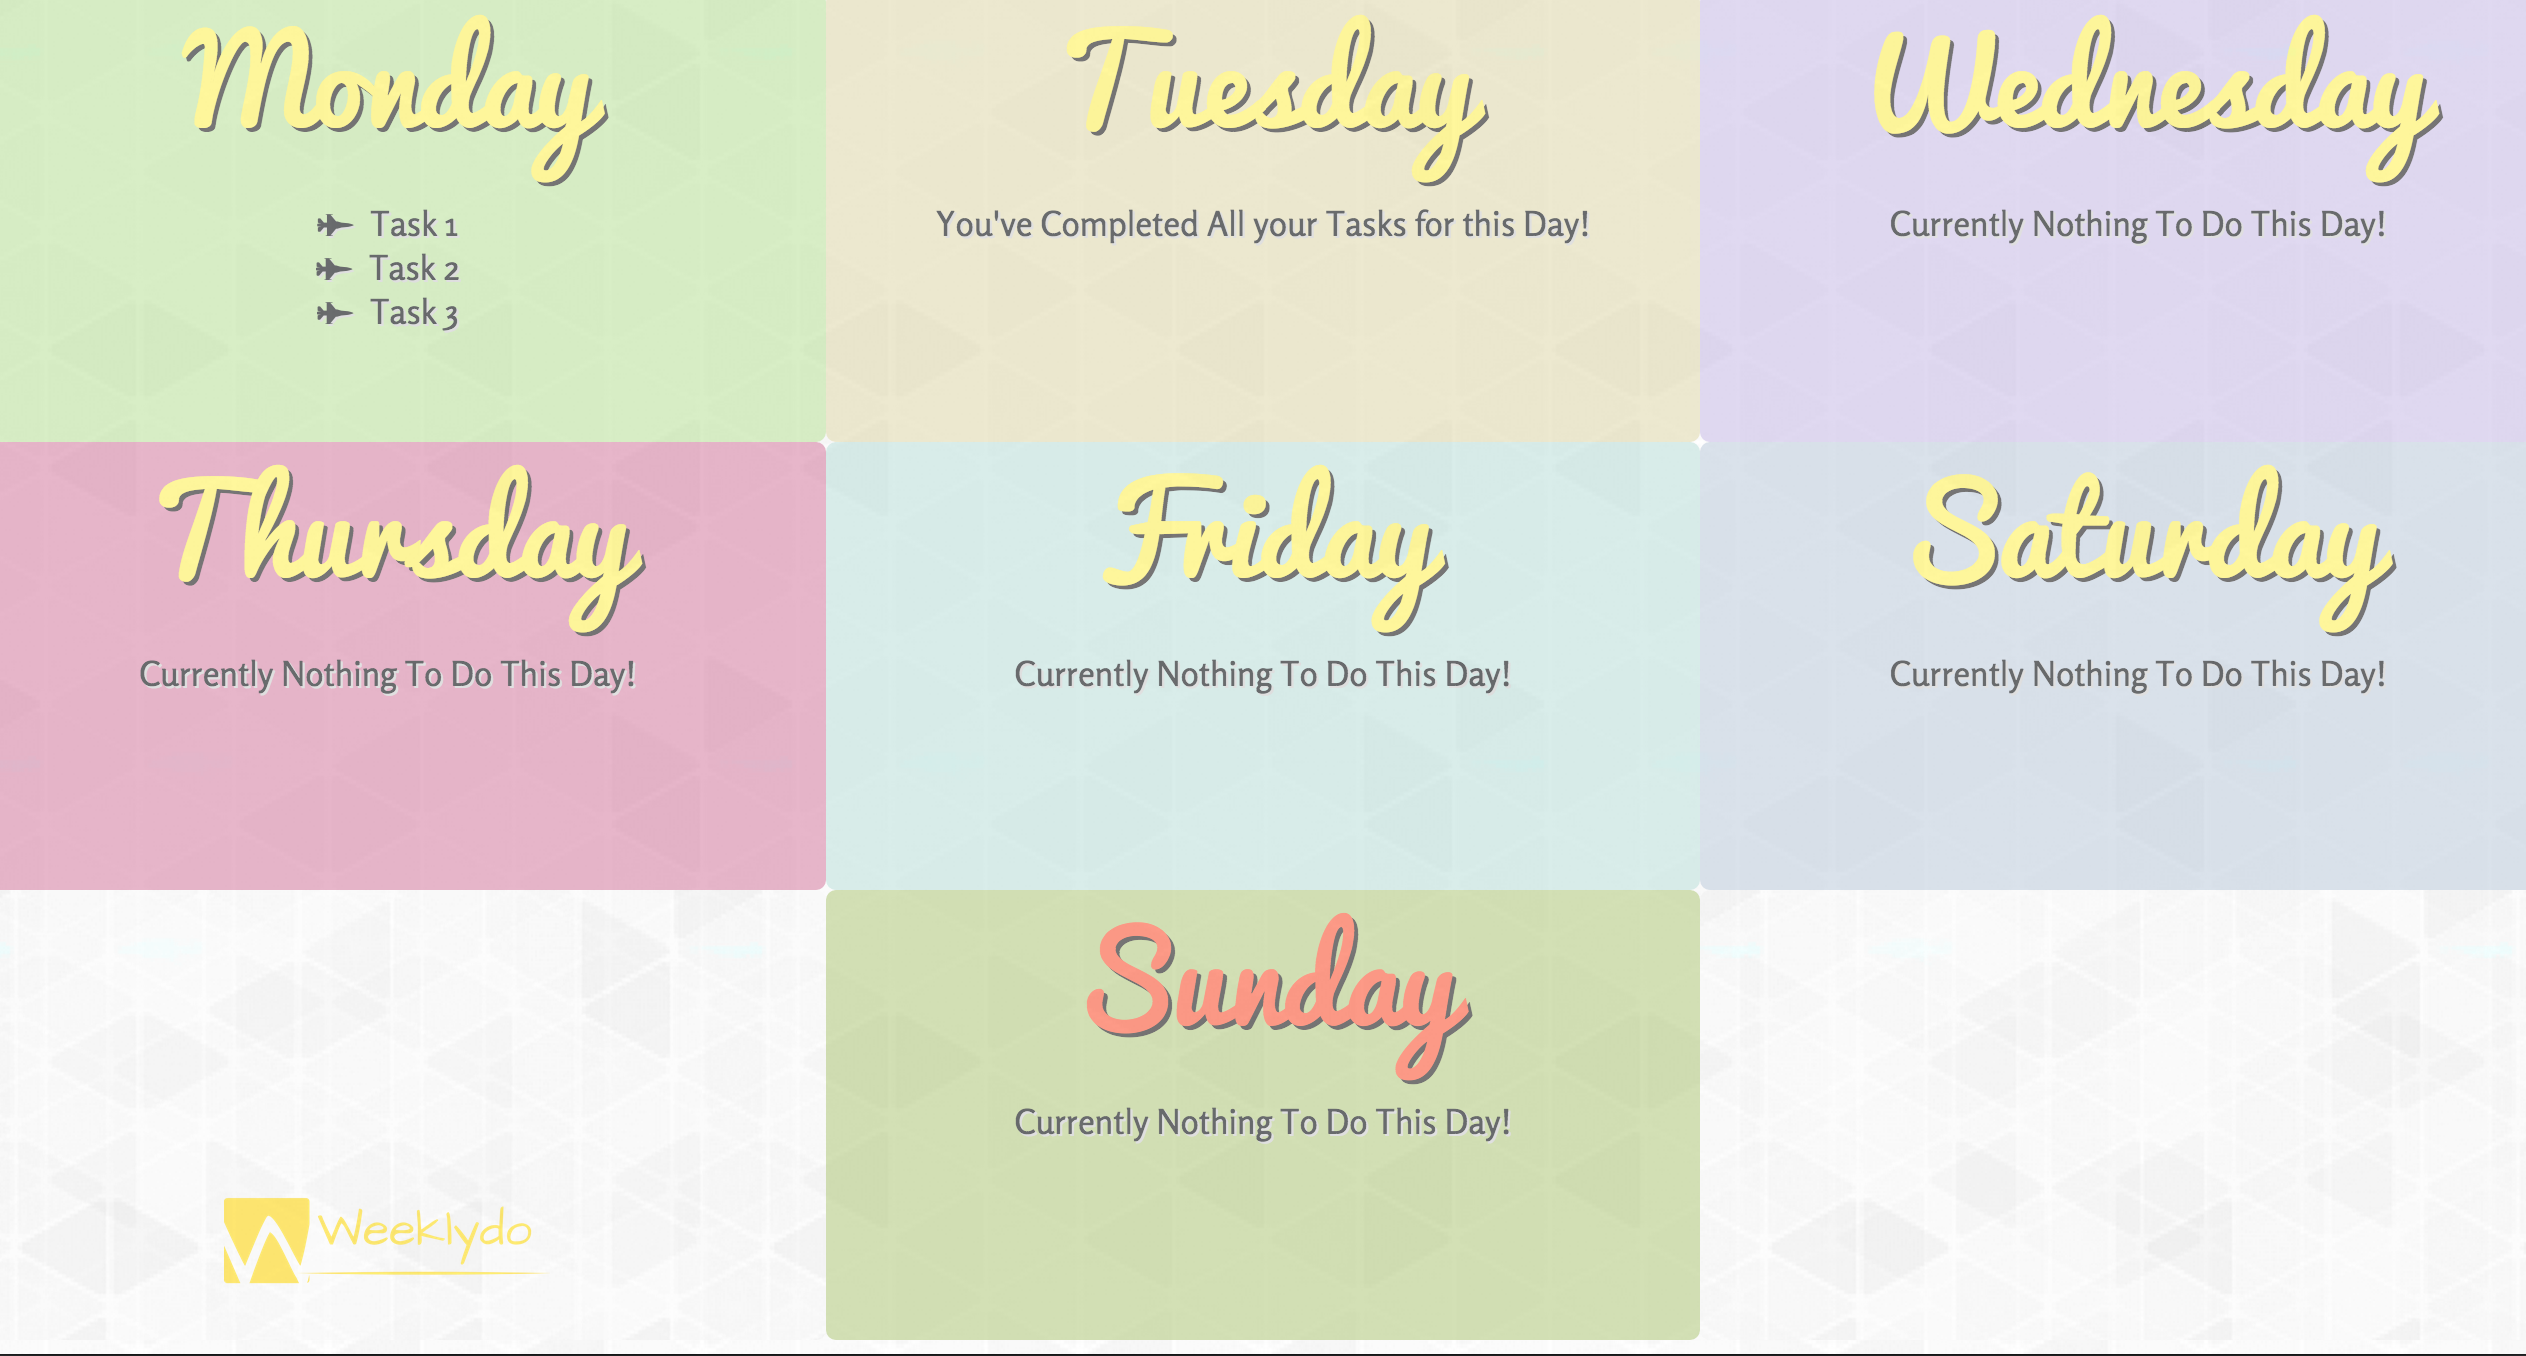 Monday
Task 1
Task 2
Task 3
Tuesday
You've Completed All your Tasks for this Day!
Wednesday
Currently Nothing To Do This Day!
Thursday
Currently Nothing To Do This Day!
Friday
Currently Nothing To Do This Day!
Saturday
Currently Nothing To Do This Day!
Sunday
Currently Nothing To Do This Day!
Weeklydo